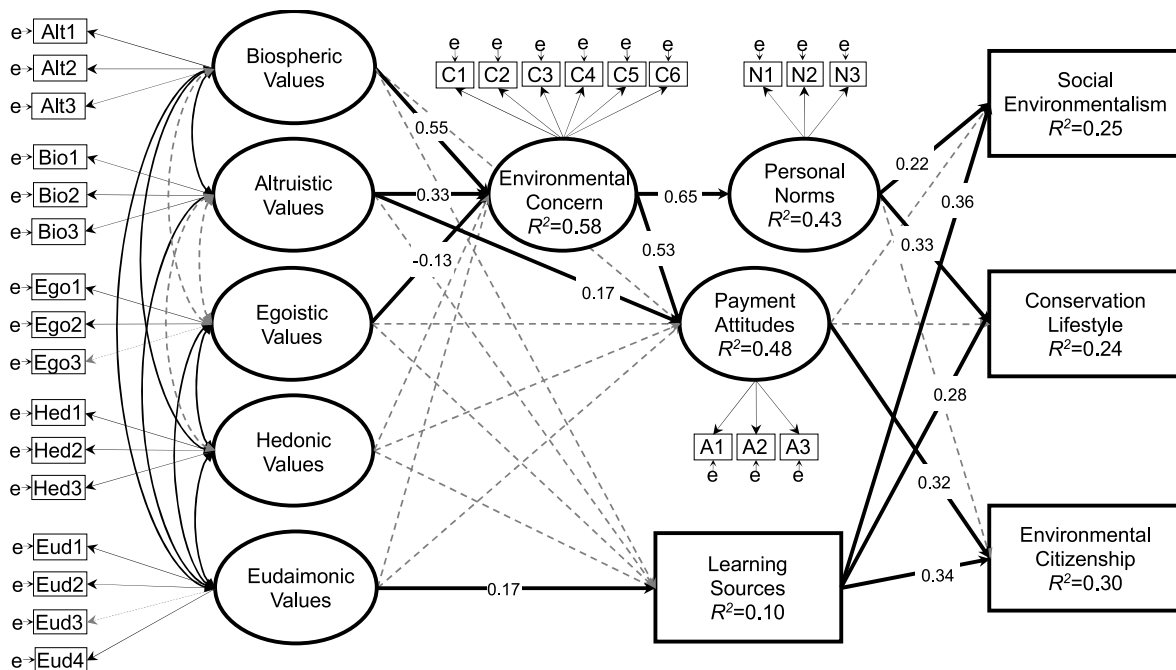 e
Alt1
e
Alt2
e
Alt3
e
Bio1
e
Bio2
e
Bio3
e
Ego1
e
Ego2
e
Ego3
e
Hed1
e
Hed2
e
Hed3
e
Eud1
e
Eud2
e
Eud3
e
Eud4
Biospheric
Values
Altruistic
Values
Egoistic
Values
Hedonic
Values
Eudaimonic
Values
e e e e e e
C1 C2 C3 C4 C5 C6
0.55
0.33
-0.13
0.17
0.17
Environmental
Concern
R²=0.58
0.65
0.53
e e e
N1 N2 N3
Personal
Norms
R²=0.43
Payment
Attitudes
R²=0.48
A1 A2 A3
e e e
Learning
Sources
R²=0.10
0.22
0.36
0.33
0.28
0.32
0.34
Social
Environmentalism
R²=0.25
Conservation
Lifestyle
R²=0.24
Environmental
Citizenship
R²=0.30